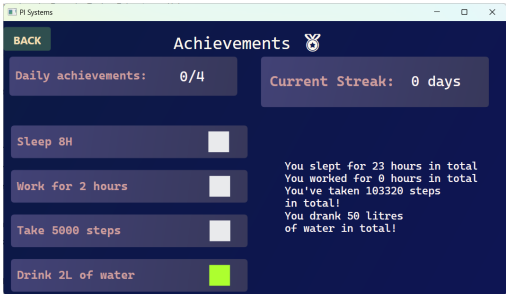 PI Systems
BACK
Achievements
Daily achievements: 0/4
Current Streak: 0 days
Sleep 8H
Work for 2 hours
Take 5000 steps
Drink 2L of water
You slept for 23 hours in total
You worked for 0 hours in total
You've taken 103320 steps
in total!
You drank 50 litres
of water in total!